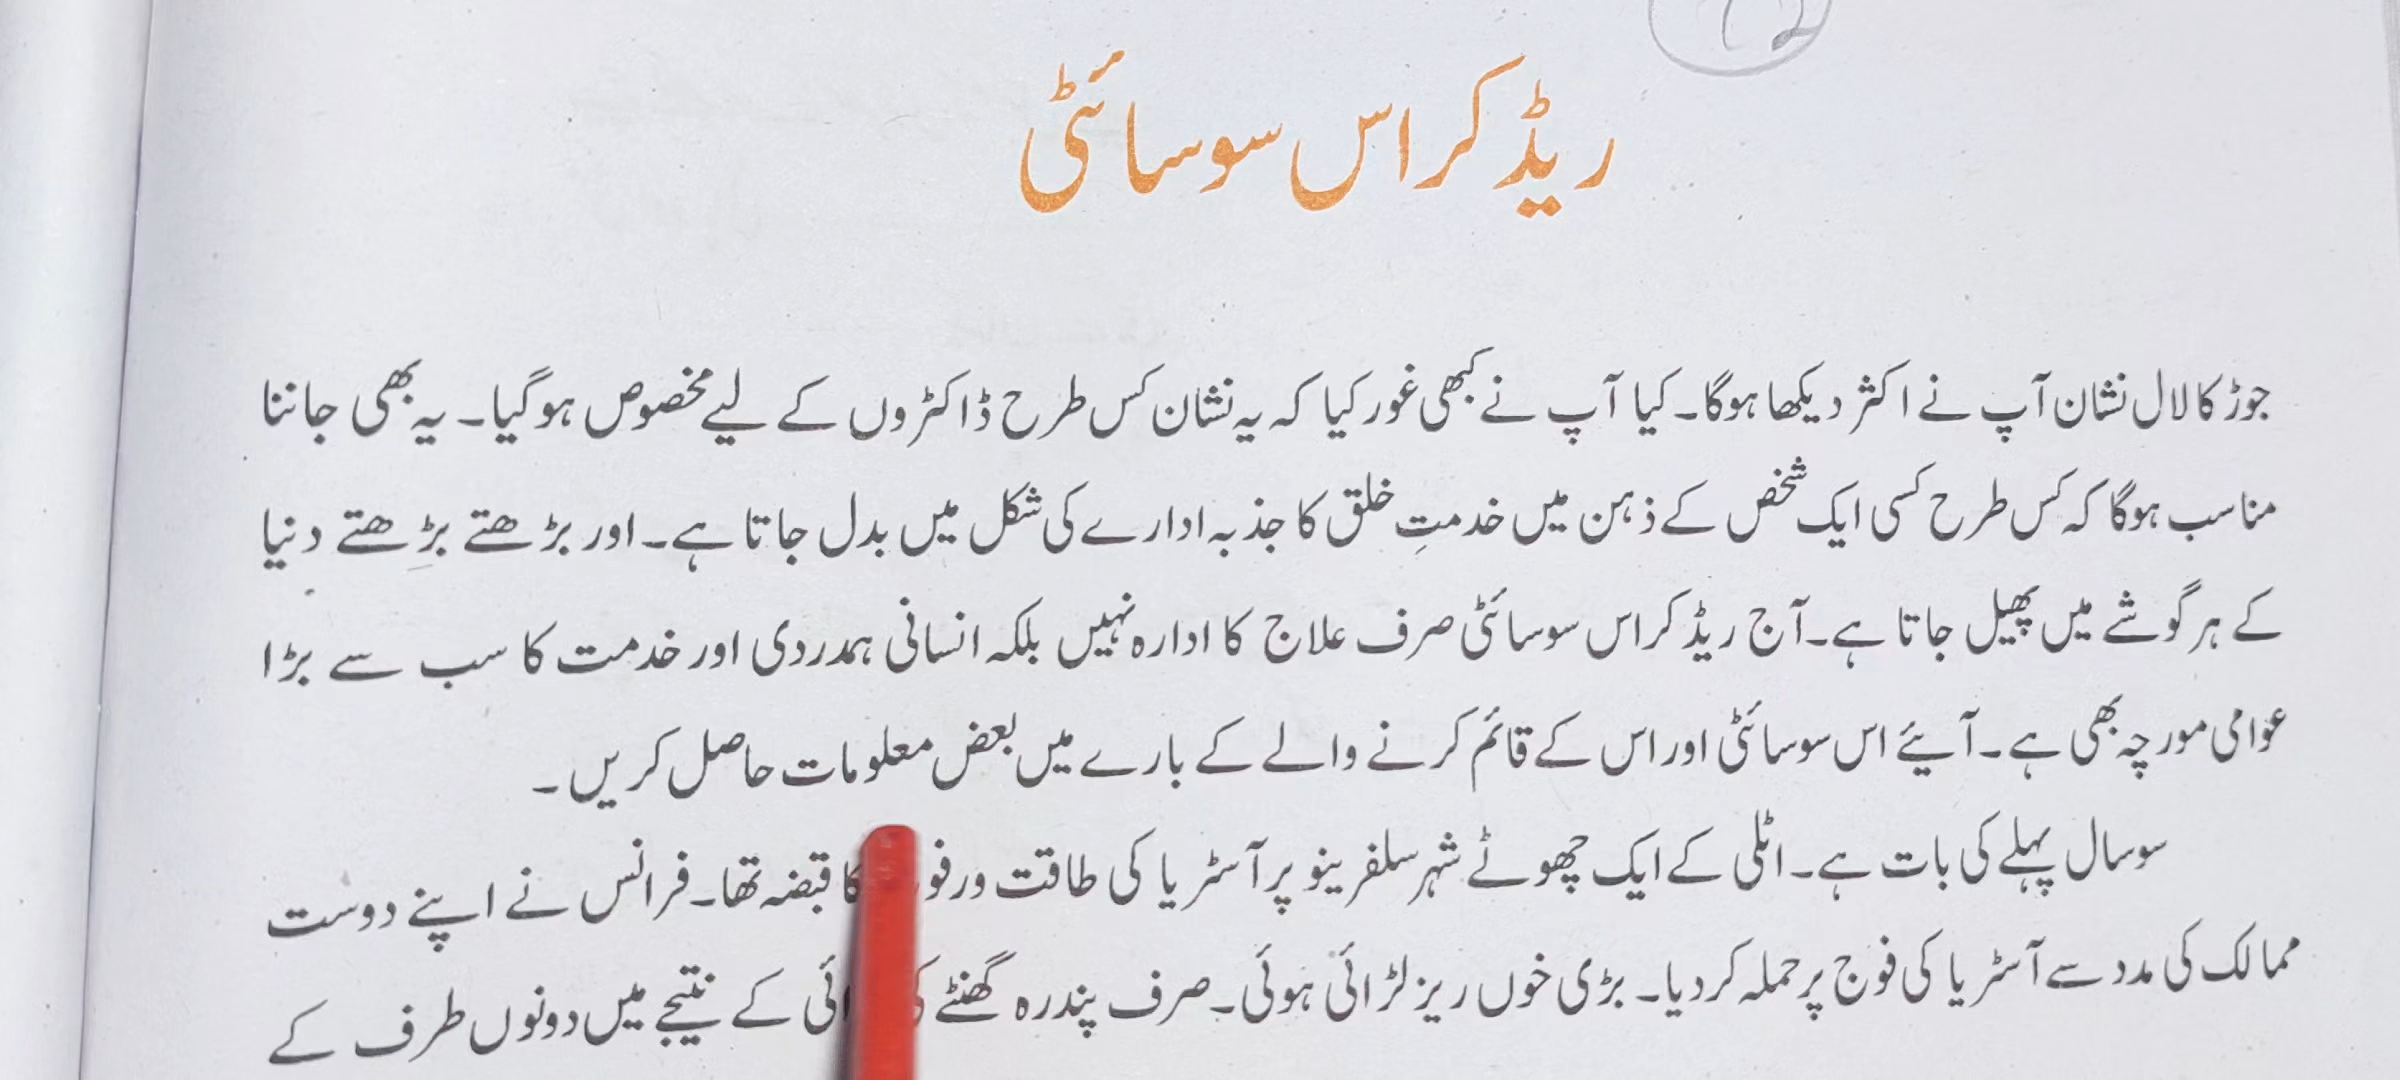 ریڈ کراس سوسائٹی
جوڑ کا لال نشان آپ نے اکثر دیکھا ہوگا۔ کیا آپ نے کبھی غور کیا کہ یہ نشان کس طرح ڈاکٹروں کے لیے مخصوص ہوگیا۔ یہ بھی جاننا
مناسب ہوگا کہ کس طرح کسی ایک شخص کے ذہن میں خدمتِ خلق کا جذبہ ادارے کی شکل میں بدل جاتا ہے۔ اور بڑھتے بڑھتے دنیا
کے ہر گوشے میں پھیل جاتا ہے۔ آج ریڈ کراس سوسائٹی صرف علاج کا ادارہ نہیں بلکہ انسانی ہمدردی اور خدمت کا سب سے بڑا
عوامی مورچہ بھی ہے۔ آیئے اس سوسائٹی اور اس کے قائم کرنے والے کے بارے میں بعض معلومات حاصل کریں۔
سو سال پہلے کی بات ہے۔ اٹلی کے ایک چھوٹے شہر سلفرینو پر آسٹریا کی طاقت ور کا قبضہ تھا۔ فرانس نے اپنے دوست
ممالک کی مدد سے آسٹریا کی فوج پر حملہ کر دیا۔ بڑی خوں ریز لڑائی ہوئی۔ صرف پندرہ گھنٹے کے نتیجے میں دونوں طرف کے